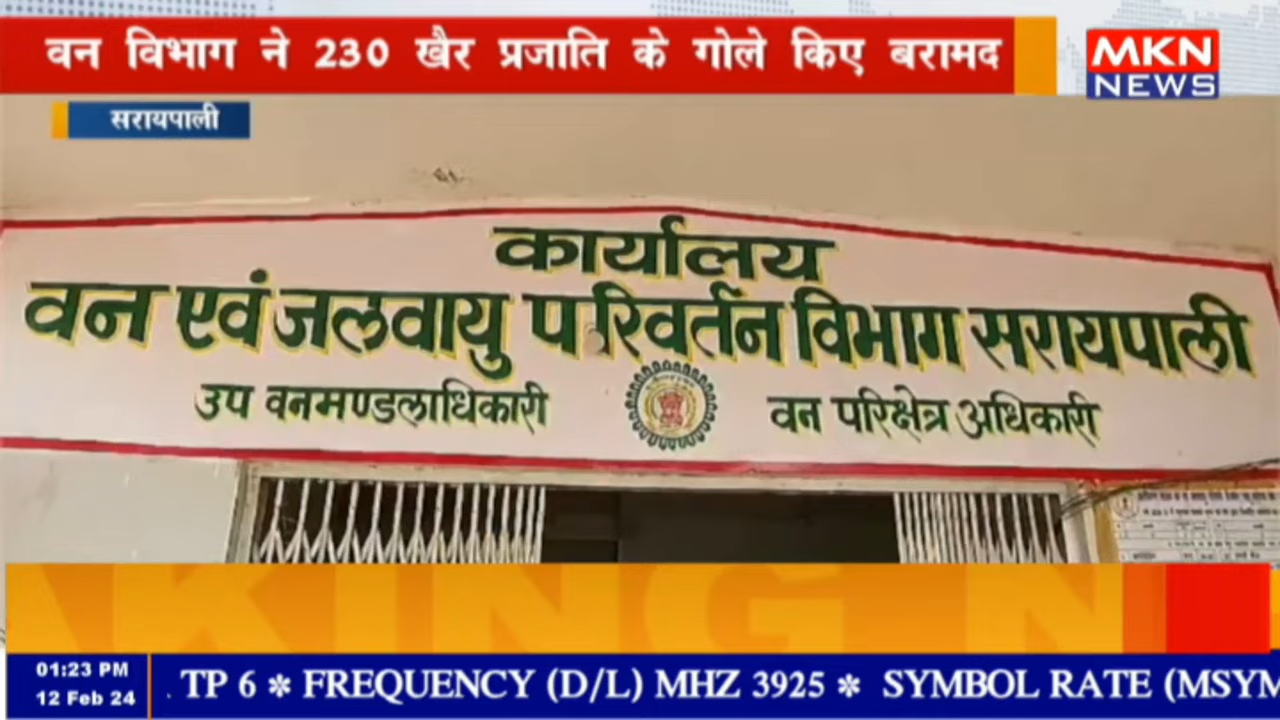 वन विभाग ने 230 खैर प्रजाति के गोले किए बरामद
MKN
NEWS
सरायपाली
कार्यालय
वन एवं जलवायु परिवर्तन विभाग सरायपाली
उप वनमण्डलाधिकारी
वन परिक्षेत्र अधिकारी
AKING N
01:23 PM
12 Feb 24
TP 6 * FREQUENCY (D/L) MHZ 3925 * SYMBOL RATE (MSYM